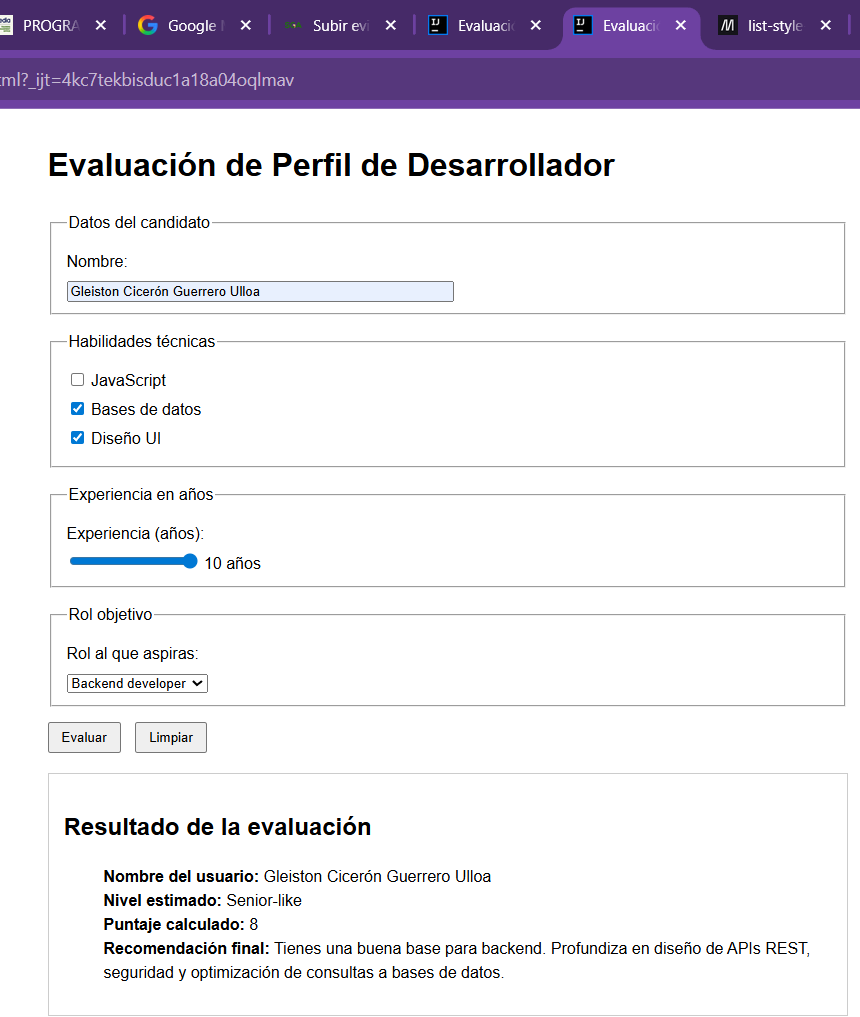 PROGRA
Google
Subir evi
Evaluaci
Evaluaci
list-style
ml?_ijt=4kc7tekbisduc1a18a04oqlmav
Evaluación de Perfil de Desarrollador
Datos del candidato
Nombre:
Gleiston Cicerón Guerrero Ulloa
Habilidades técnicas
JavaScript
Bases de datos
Diseño UI
Experiencia en años
Experiencia (años):
10 años
Rol objetivo
Rol al que aspiras:
Backend developer
Evaluar Limpiar
Resultado de la evaluación
Nombre del usuario: Gleiston Cicerón Guerrero Ulloa
Nivel estimado: Senior-like
Puntaje calculado: 8
Recomendación final: Tienes una buena base para backend. Profundiza en diseño de APIs REST,
seguridad y optimización de consultas a bases de datos.